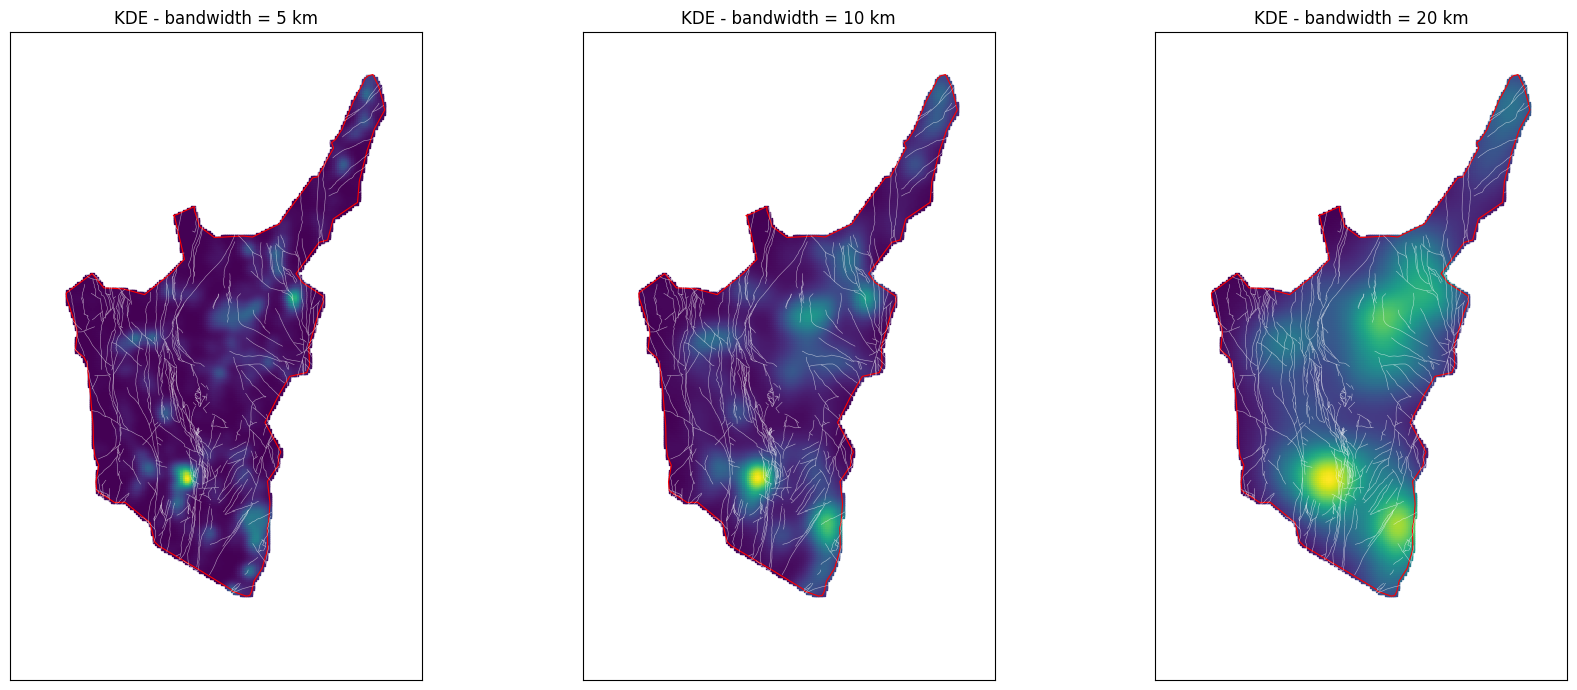 KDE - bandwidth = 5 km
KDE - bandwidth = 10 km
KDE - bandwidth = 20 km